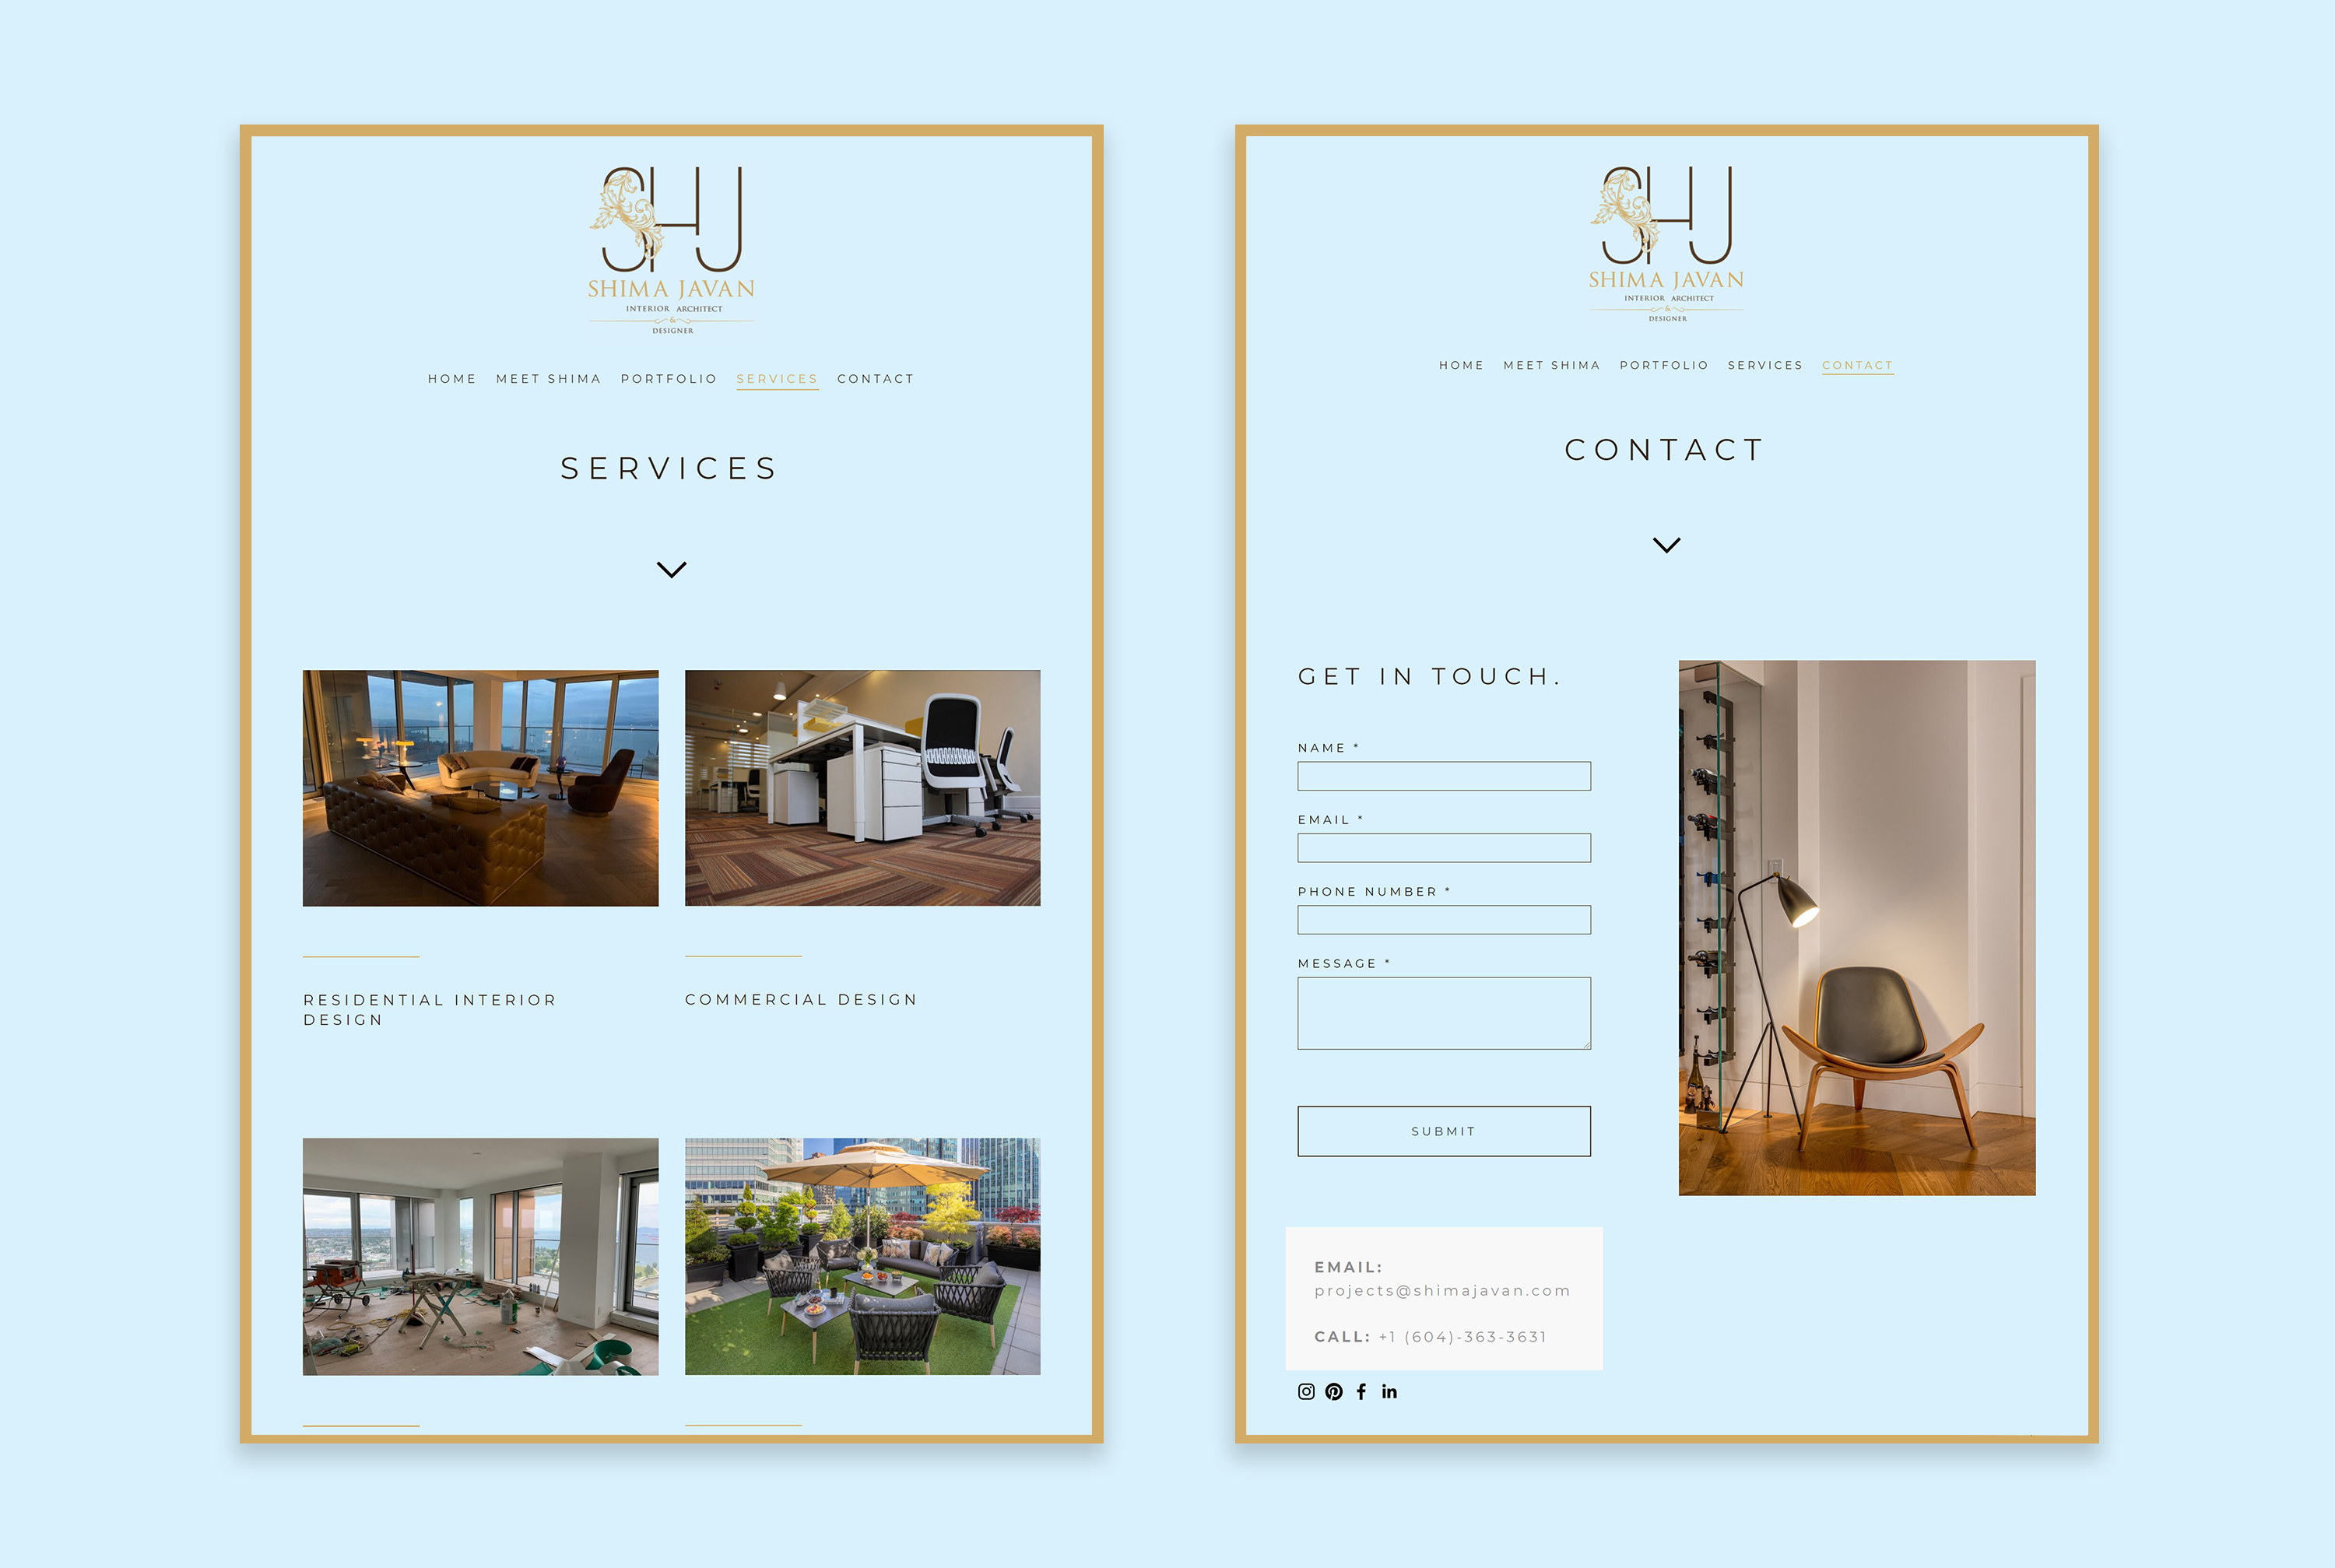 SHJ
SHIMA JAVAN
INTERIOR ARCHITECT
&
DESIGNER
HOME MEET SHIMA PORTFOLIO SERVICES CONTACT
SERVICES
RESIDENTIAL INTERIOR
DESIGN
COMMERCIAL DESIGN
SHJ
SHIMA JAVAN
INTERIOR ARCHITECT
&
DESIGNER
HOME MEET SHIMA PORTFOLIO SERVICES CONTACT
CONTACT
GET IN TOUCH.
NAME *
EMAIL *
PHONE NUMBER *
MESSAGE *
SUBMIT
EMAIL:
projects@shimajavan.com
CALL: +1 (604)-363-3631